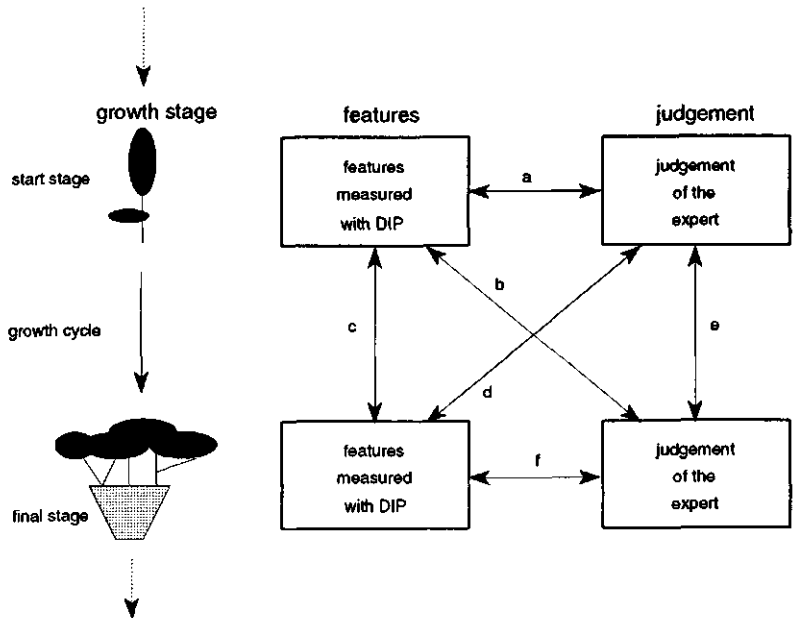 growth stage
features
judgement
start stage
features
measured
with DIP
a
judgement
of the
expert
growth cycle
c
b
d
e
final stage
features
measured
with DIP
f
judgement
of the
expert